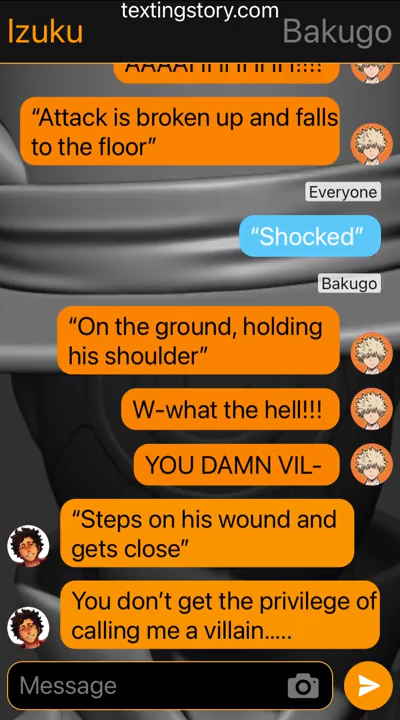 textingstory.com
Izuku
Bakugo
AAAAHHHHHH!!!!
“Attack is broken up and falls
to the floor”
Everyone
“Shocked”
Bakugo
“On the ground, holding
his shoulder”
W-what the hell!!!
YOU DAMN VIL-
“Steps on his wound and
gets close”
You don’t get the privilege of
calling me a villain.....
Message